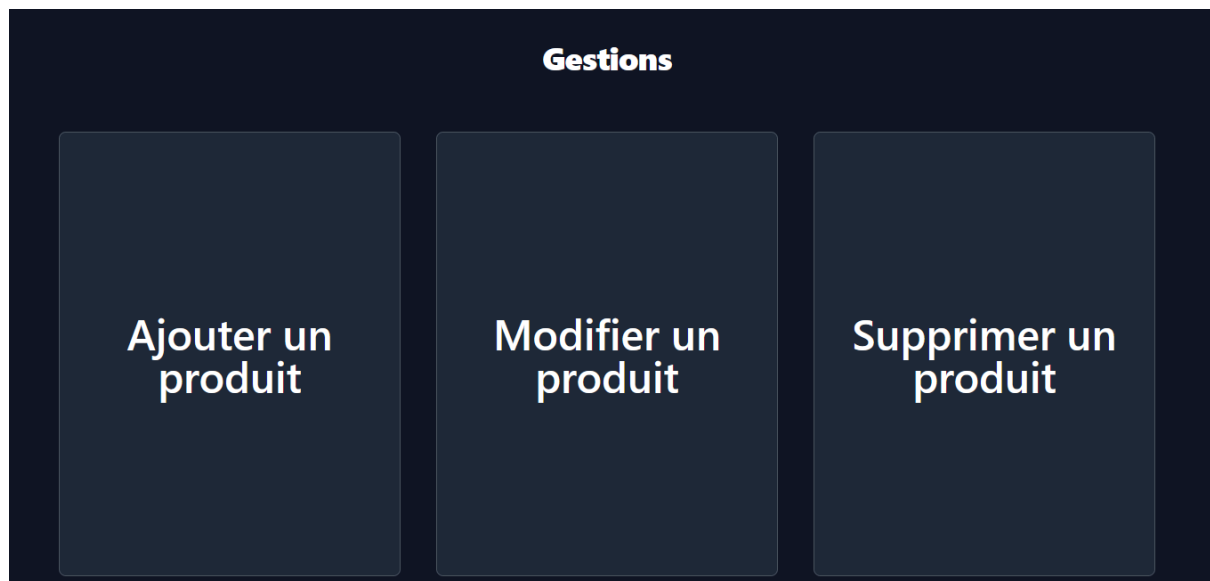 Gestions
Ajouter un
produit
Modifier un
produit
Supprimer un
produit